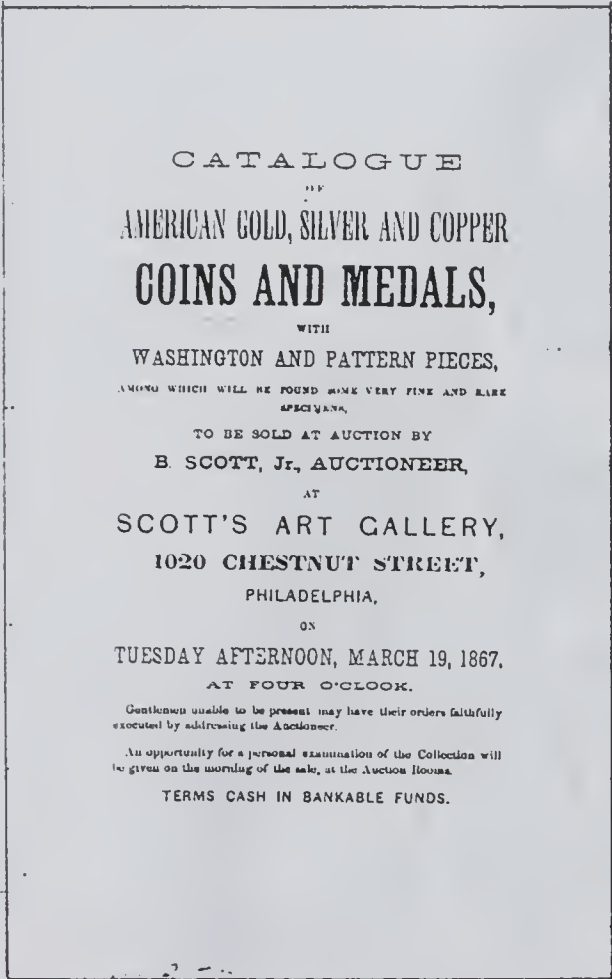 CATALOGUE
OF
AMERICAN GOLD, SILVER AND COPPER
COINS AND MEDALS,
WITH
WASHINGTON AND PATTERN PIECES,
AMONG WHICH WILL BE FOUND SOME VERY FINE AND RARE
SPECIMENS,
TO BE SOLD AT AUCTION BY
B. SCOTT, Jr., AUCTIONEER,
AT
SCOTT'S ART GALLERY,
1020 CHESTNUT STREET,
PHILADELPHIA,
ON
TUESDAY AFTERNOON, MARCH 19, 1867.
AT FOUR O'CLOCK.
Gentlemen unable to be present may have their orders faithfully
executed by addressing the Auctioneer.
An opportunity for a personal examination of the Collection will
be given on the morning of the sale, at the Auction Rooms.
TERMS CASH IN BANKABLE FUNDS.